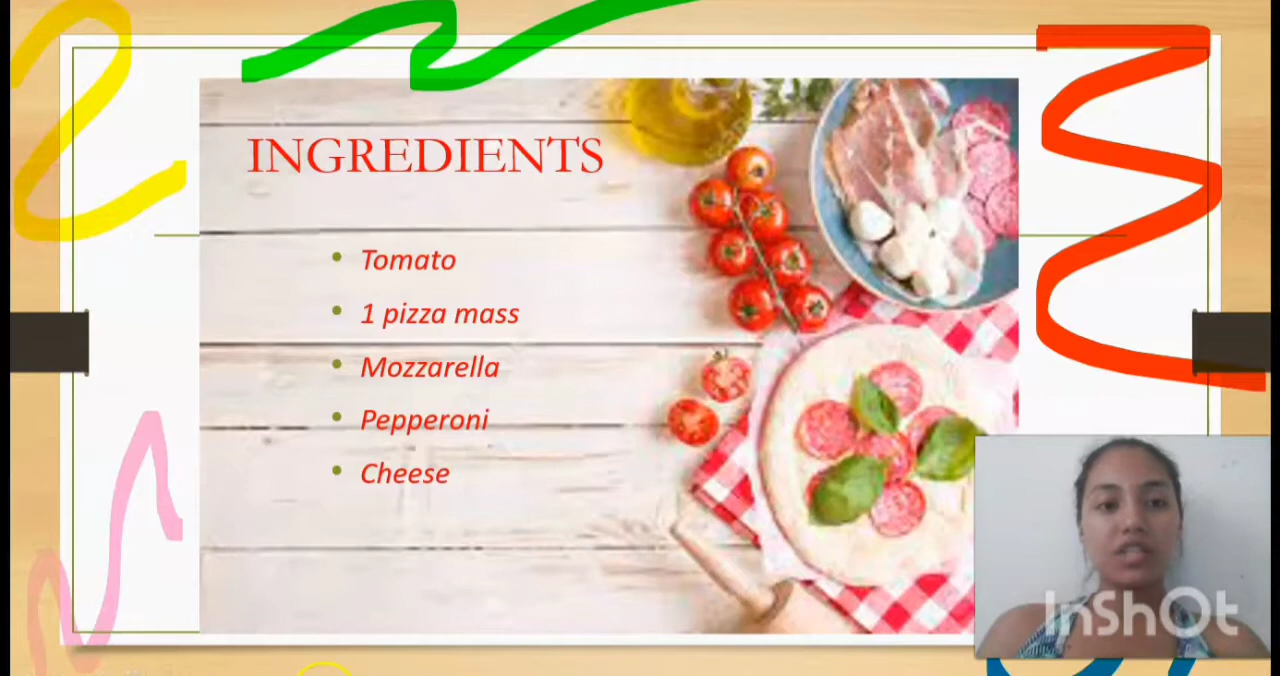 INGREDIENTS
Tomato
1 pizza mass
Mozzarella
Pepperoni
Cheese
InShOt